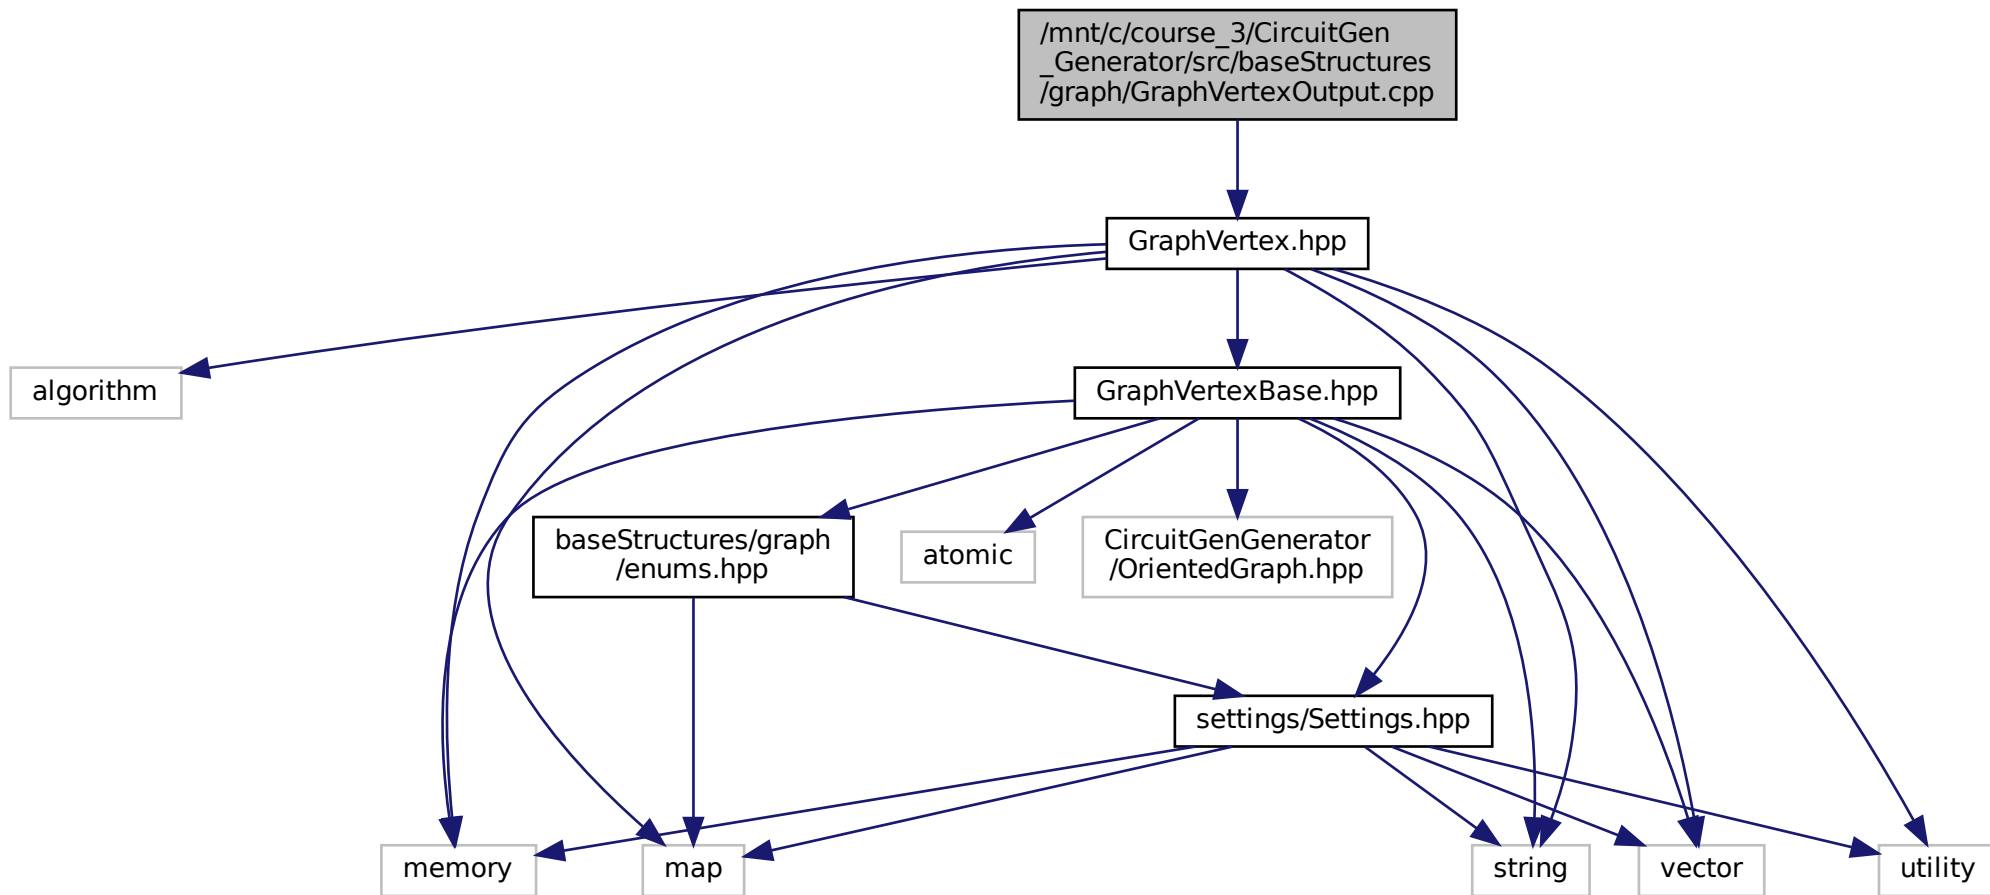 /mnt/c/course_3/CircuitGen
_Generator/src/baseStructures
/graph/GraphVertexOutput.cpp
GraphVertex.hpp
algorithm
GraphVertexBase.hpp
baseStructures/graph
/enums.hpp
atomic
CircuitGenGenerator
/OrientedGraph.hpp
settings/Settings.hpp
memory
map
string
vector
utility